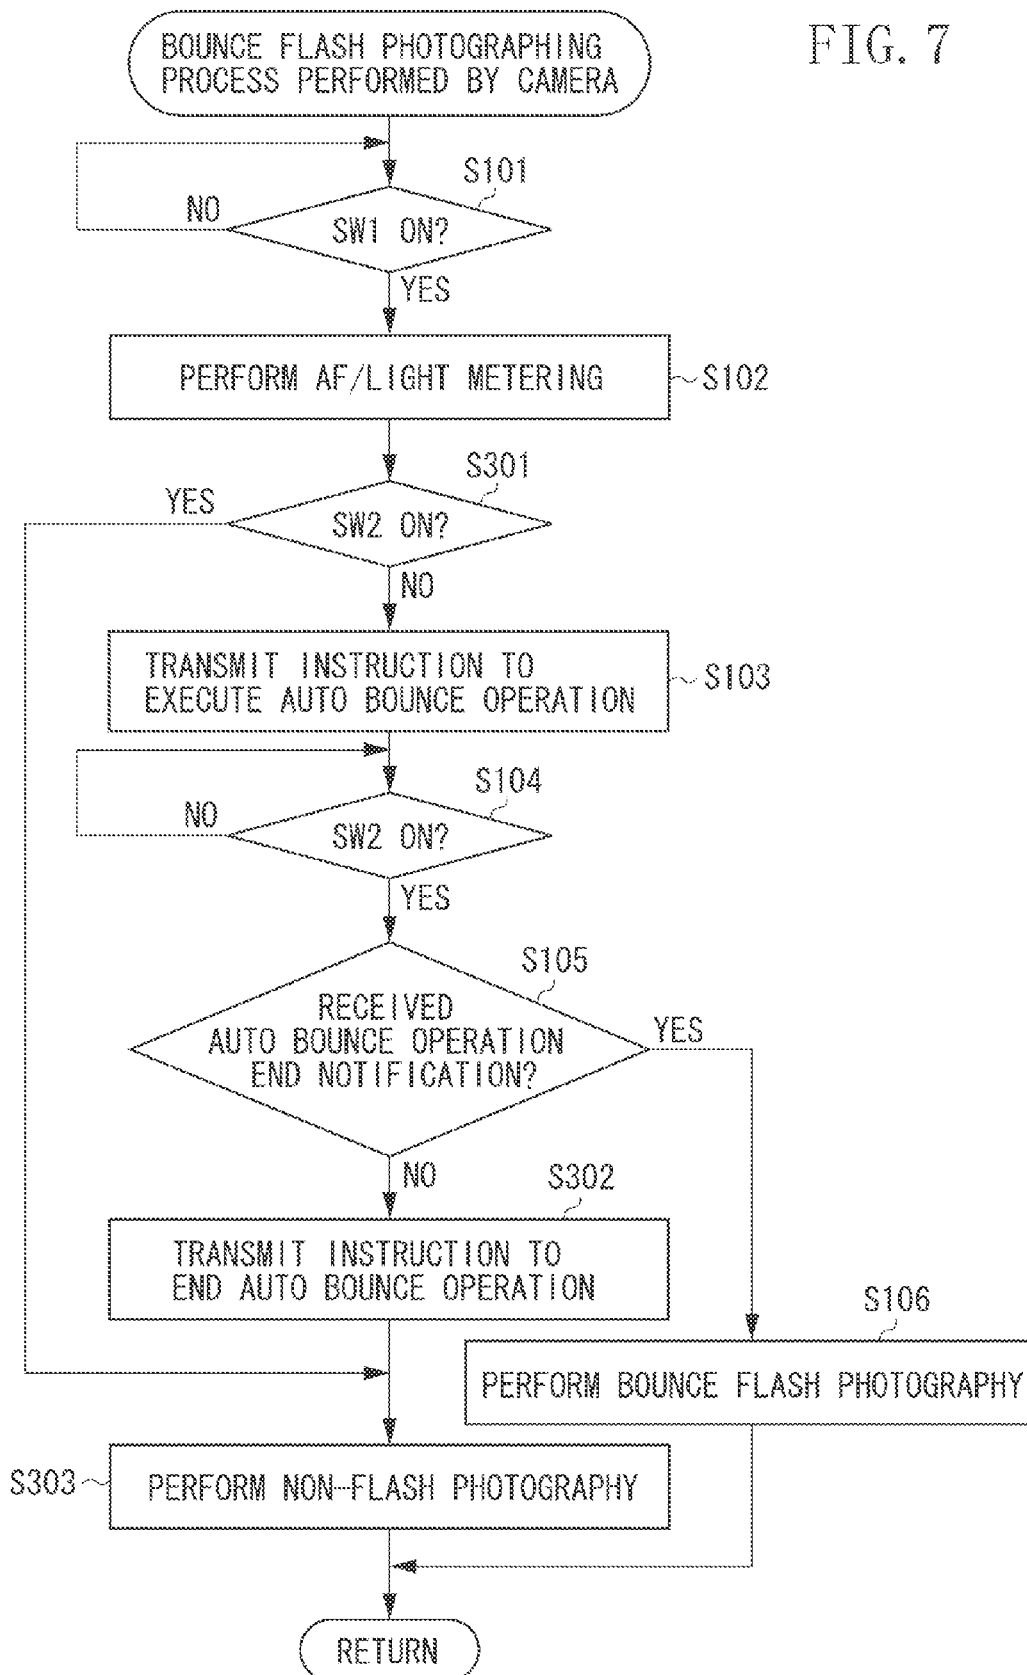 FIG. 7
BOUNCE FLASH PHOTOGRAPHING
PROCESS PERFORMED BY CAMERA
S101
NO
SW1 ON?
YES
PERFORM AF/LIGHT METERING
S102
S301
YES
SW2 ON?
NO
TRANSMIT INSTRUCTION TO
EXECUTE AUTO BOUNCE OPERATION
S103
S104
NO
SW2 ON?
YES
S105
RECEIVED
AUTO BOUNCE OPERATION
END NOTIFICATION?
YES
NO
S302
TRANSMIT INSTRUCTION TO
END AUTO BOUNCE OPERATION
S106
PERFORM BOUNCE FLASH PHOTOGRAPHY
S303
PERFORM NON-FLASH PHOTOGRAPHY
RETURN